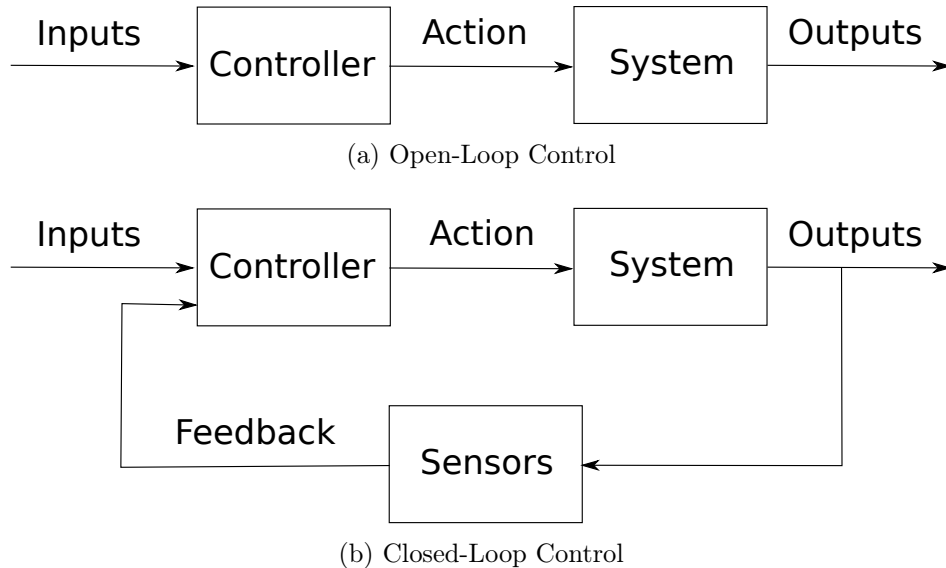 Inputs
Controller
Action
System
Outputs
(a) Open-Loop Control
Inputs
Controller
Action
System
Outputs
Feedback
Sensors
(b) Closed-Loop Control